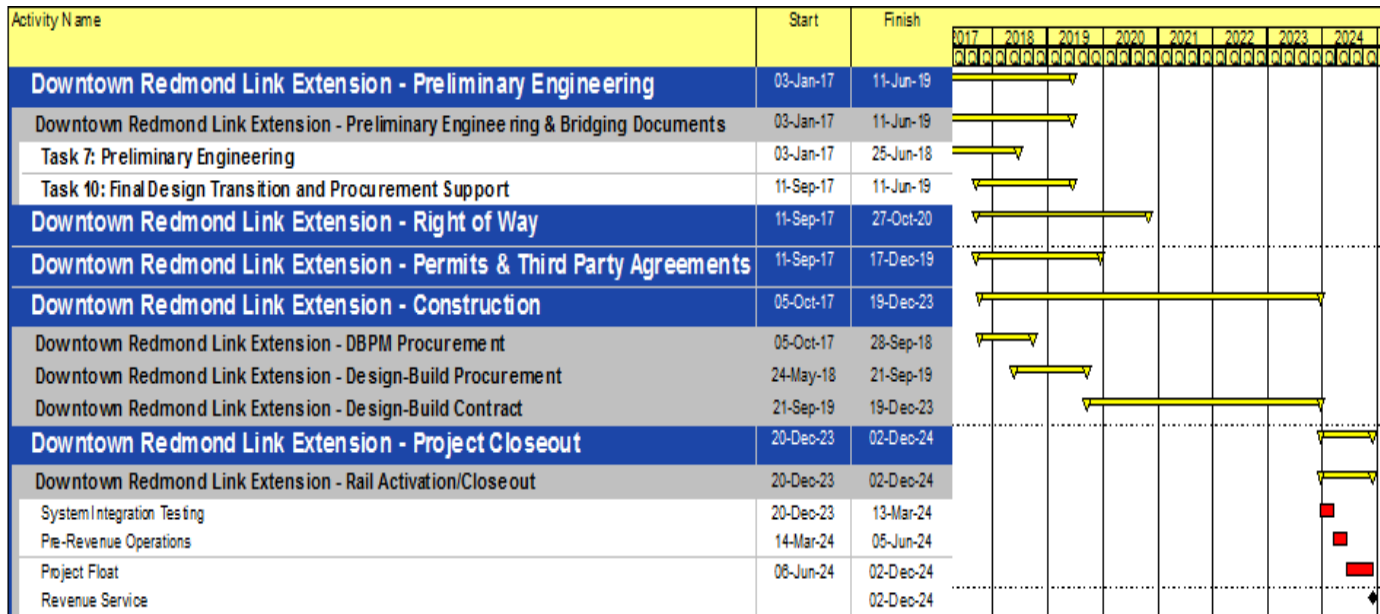 Activity Name Start Finish
2017 2018 2019 2020 2021 2022 2023 2024
Q Q Q Q Q Q Q Q Q Q Q Q Q Q Q Q Q Q Q Q Q Q Q Q Q Q Q Q Q Q Q
Downtown Redmond Link Extension - Preliminary Engineering 03-Jan-17 11-Jun-19
Downtown Redmond Link Extension - Preliminary Engineering & Bridging Documents 03-Jan-17 11-Jun-19
Task 7: Preliminary Engineering 03-Jan-17 25-Jun-18
Task 10: Final Design Transition and Procurement Support 11-Sep-17 11-Jun-19
Downtown Redmond Link Extension - Right of Way 11-Sep-17 27-Oct-20
Downtown Redmond Link Extension - Permits & Third Party Agreements 11-Sep-17 17-Dec-19
Downtown Redmond Link Extension - Construction 05-Oct-17 19-Dec-23
Downtown Redmond Link Extension - DBPM Procurement 05-Oct-17 28-Sep-18
Downtown Redmond Link Extension - Design-Build Procurement 24-May-18 21-Sep-19
Downtown Redmond Link Extension - Design-Build Contract 21-Sep-19 19-Dec-23
Downtown Redmond Link Extension - Project Closeout 20-Dec-23 02-Dec-24
Downtown Redmond Link Extension - Rail Activation/Closeout 20-Dec-23 02-Dec-24
System Integration Testing 20-Dec-23 13-Mar-24
Pre-Revenue Operations 14-Mar-24 05-Jun-24
Project Float 06-Jun-24 02-Dec-24
Revenue Service 02-Dec-24